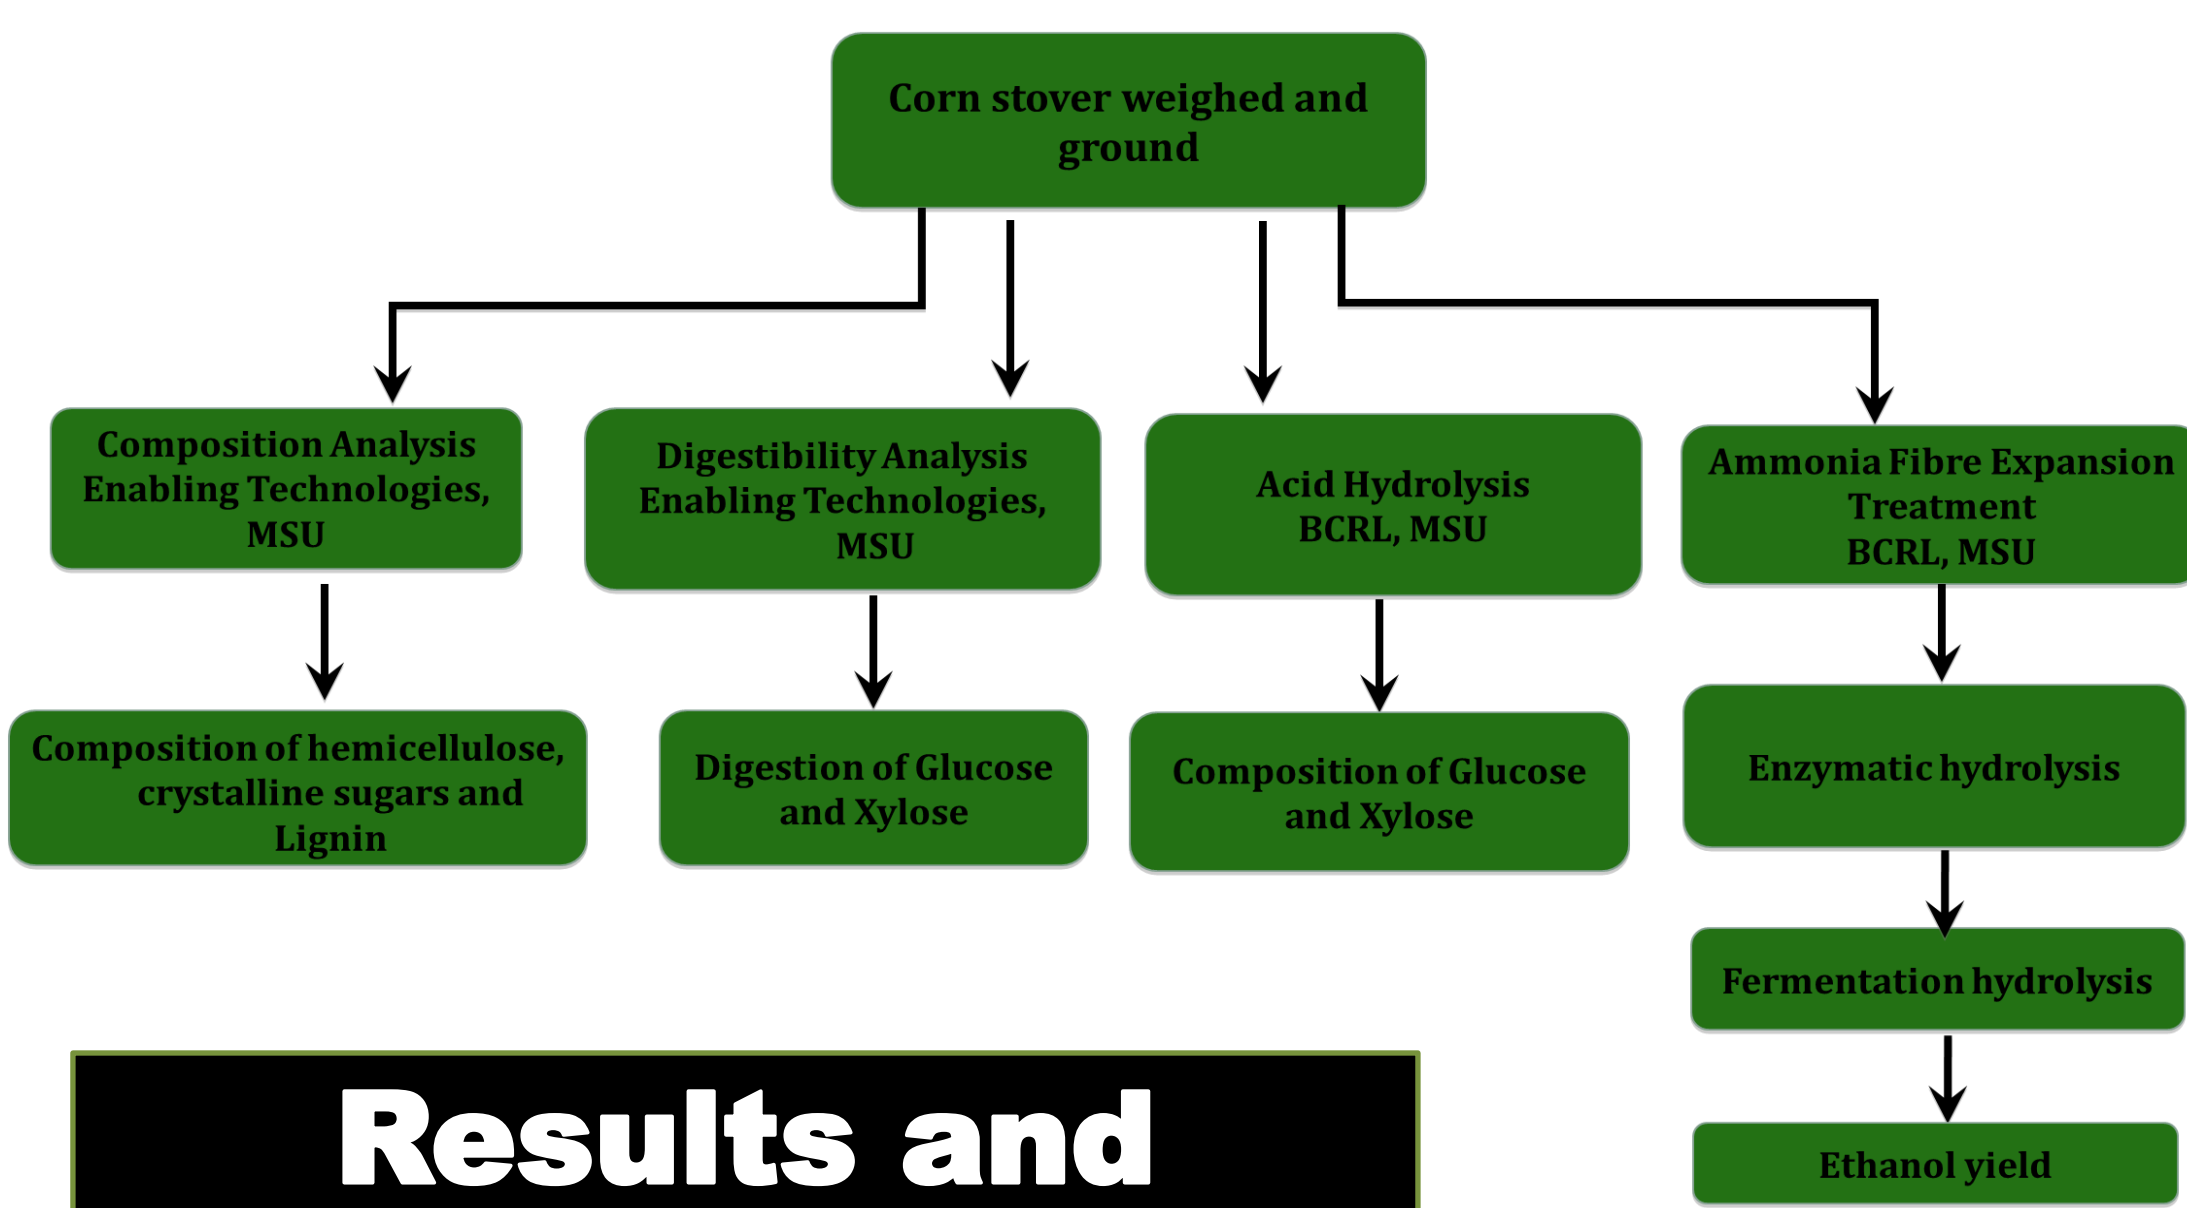 Corn stover weighed and
ground
Composition Analysis
Enabling Technologies,
MSU
Digestibility Analysis
Enabling Technologies,
MSU
Acid Hydrolysis
BCRL, MSU
Ammonia Fibre Expansion
Treatment
BCRL, MSU
Composition of hemicellulose,
crystalline sugars and
Lignin
Digestion of Glucose
and Xylose
Composition of Glucose
and Xylose
Enzymatic hydrolysis
Fermentation hydrolysis
Ethanol yield
Results and